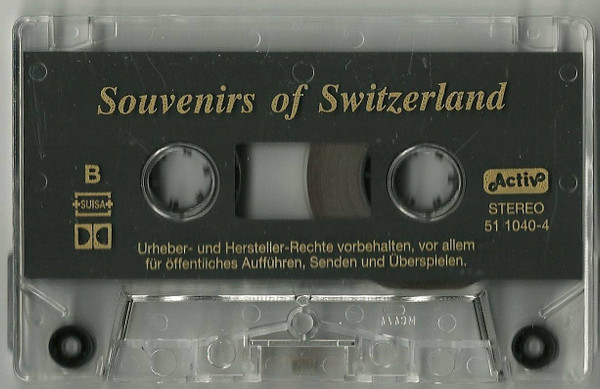 Souvenirs of Switzerland
B
SUISA
Activ
STEREO
51 1040-4
Urheber- und Hersteller-Rechte vorbehalten, vor allem
für öffentliches Aufführen, Senden und Überspielen.